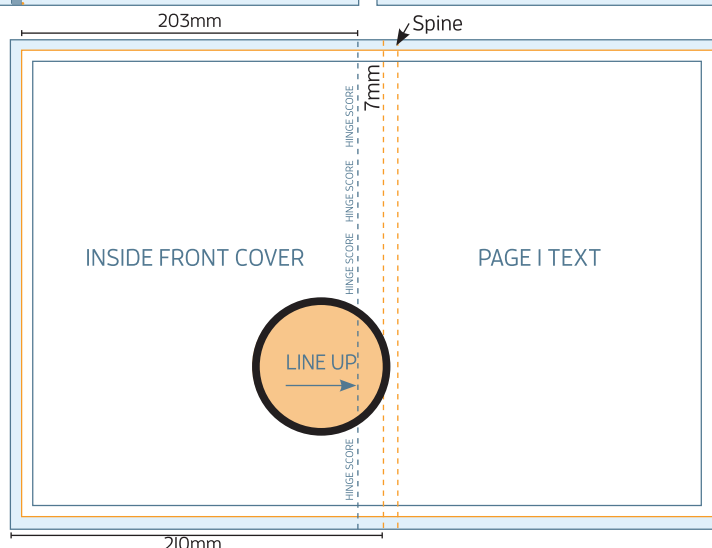 203mm
Spine
7mm
HINGE SCORE
HINGE SCORE
HINGE SCORE
INSIDE FRONT COVER
PAGE I TEXT
LINE UP
HINGE SCORE
210mm